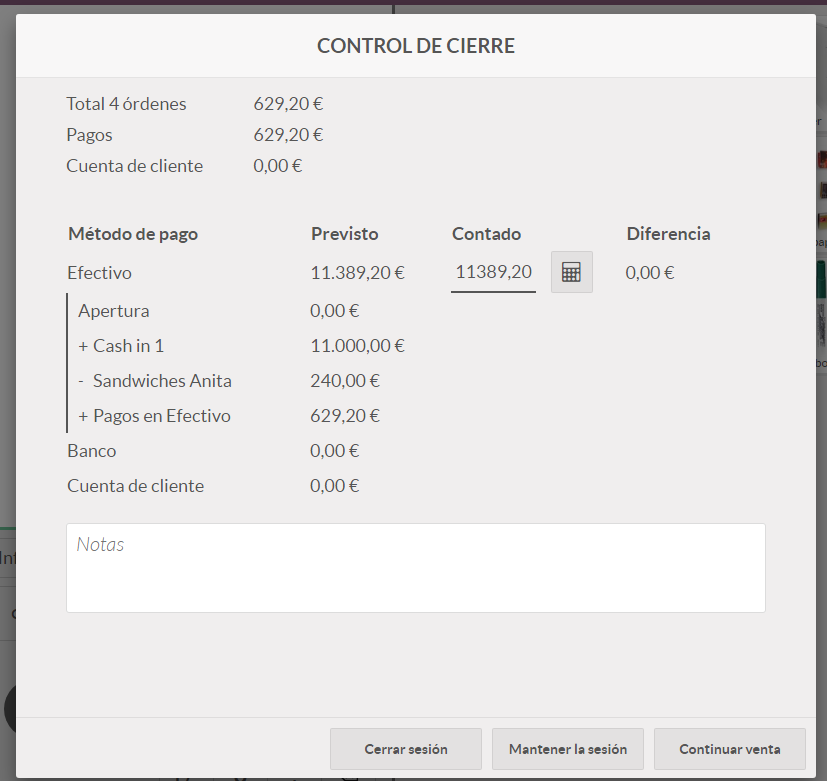 CONTROL DE CIERRE
Total 4 órdenes 629,20 €
Pagos 629,20 €
Cuenta de cliente 0,00 €
Método de pago Previsto Contado Diferencia
Efectivo 11.389,20 € 11389,20 0,00 €
Apertura 0,00 €
+ Cash in 1 11.000,00 €
- Sandwiches Anita 240,00 €
+ Pagos en Efectivo 629,20 €
Banco 0,00 €
Cuenta de cliente 0,00 €
Notas
Cerrar sesión Mantener la sesión Continuar venta